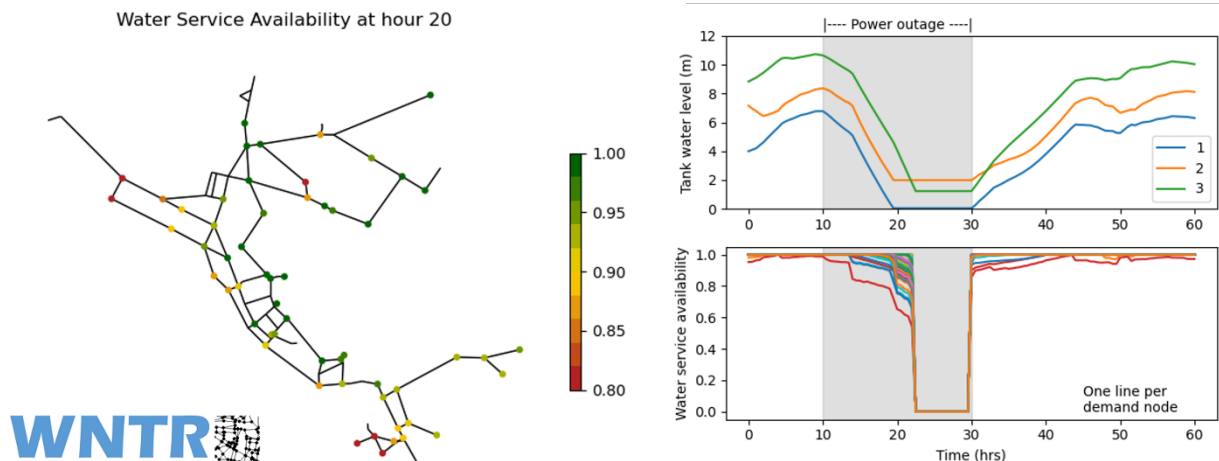 Water Service Availability at hour 20
1.00
0.95
0.90
0.85
0.80
WNTR
|---- Power outage ----|
Tank water level (m)
12
10
8
6
4
2
0
0 10 20 30 40 50 60
1
2
3
Water service availability
1.0
0.8
0.6
0.4
0.2
0.0
One line per
demand node
0 10 20 30 40 50 60
Time (hrs)